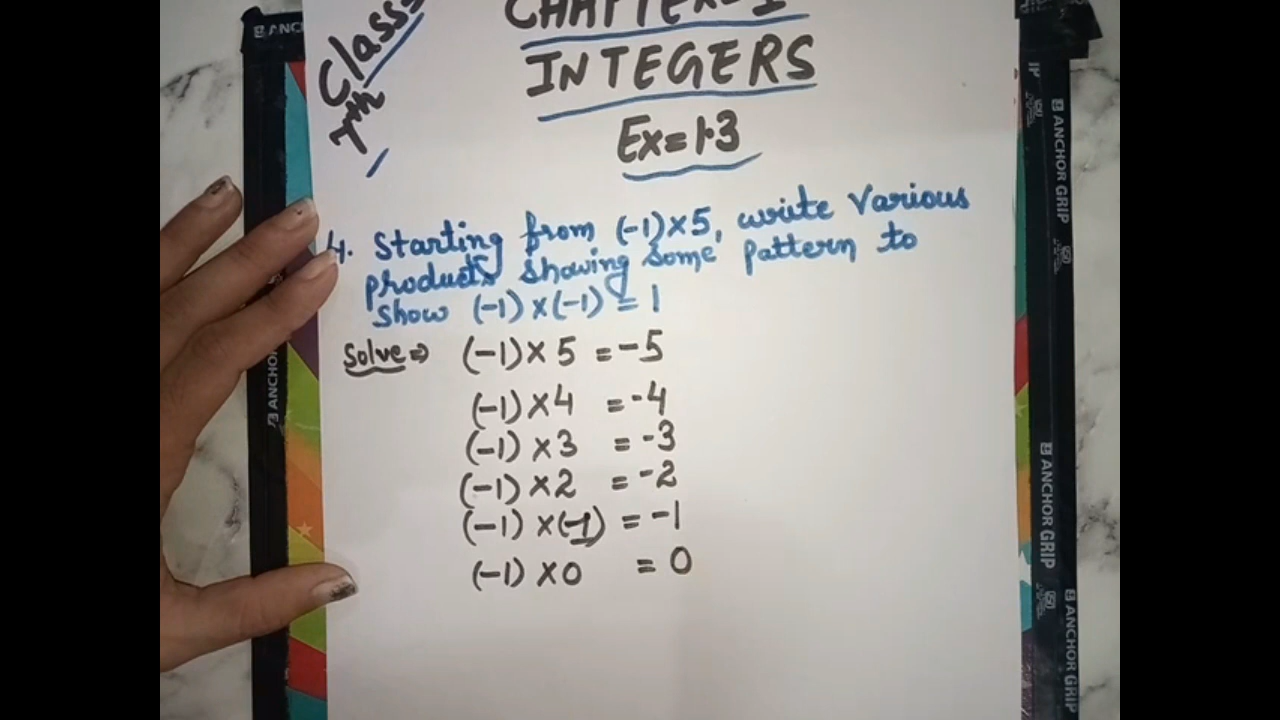 CHAPTER-1
INTEGERS
Ex=1.3
Class
7th
4. Starting from (-1)×5, write various
products showing some pattern to
show (-1)×(-1) = 1
Solve⇒ (-1)×5 = -5
(-1)×4 = -4
(-1)×3 = -3
(-1)×2 = -2
(-1)×(-1) = -1
(-1)×0 = 0
ANCHOR
ANCHOR
ANCHOR GRIP
ANCHOR GRIP
ANCHOR GRIP